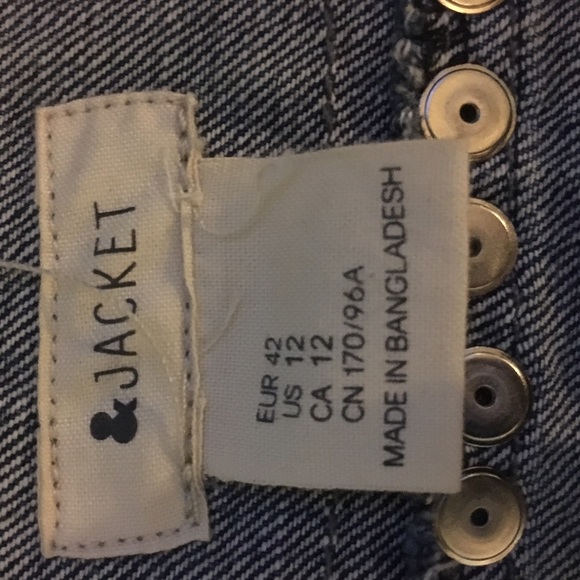 &JACKET
EUR 42
US 12
CA 12
CN 170/96A
MADE IN BANGLADESH